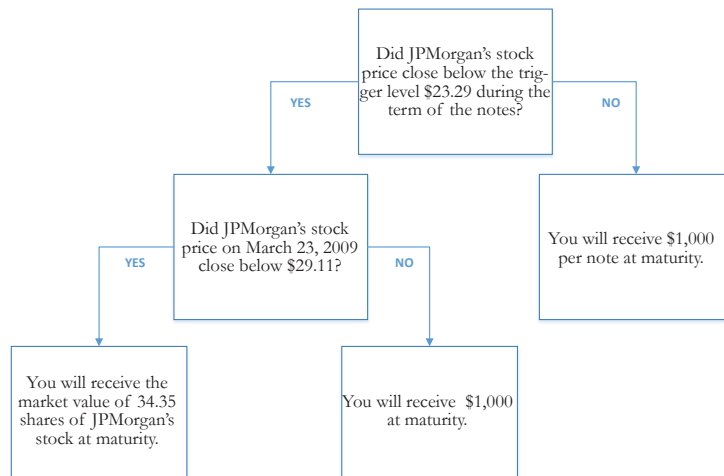 Did JPMorgan's stock
price close below the trig-
ger level $23.29 during the
term of the notes?
YES
NO
Did JPMorgan's stock
price on March 23, 2009
close below $29.11?
You will receive $1,000
per note at maturity.
YES
NO
You will receive the
market value of 34.35
shares of JPMorgan's
stock at maturity.
You will receive $1,000
at maturity.